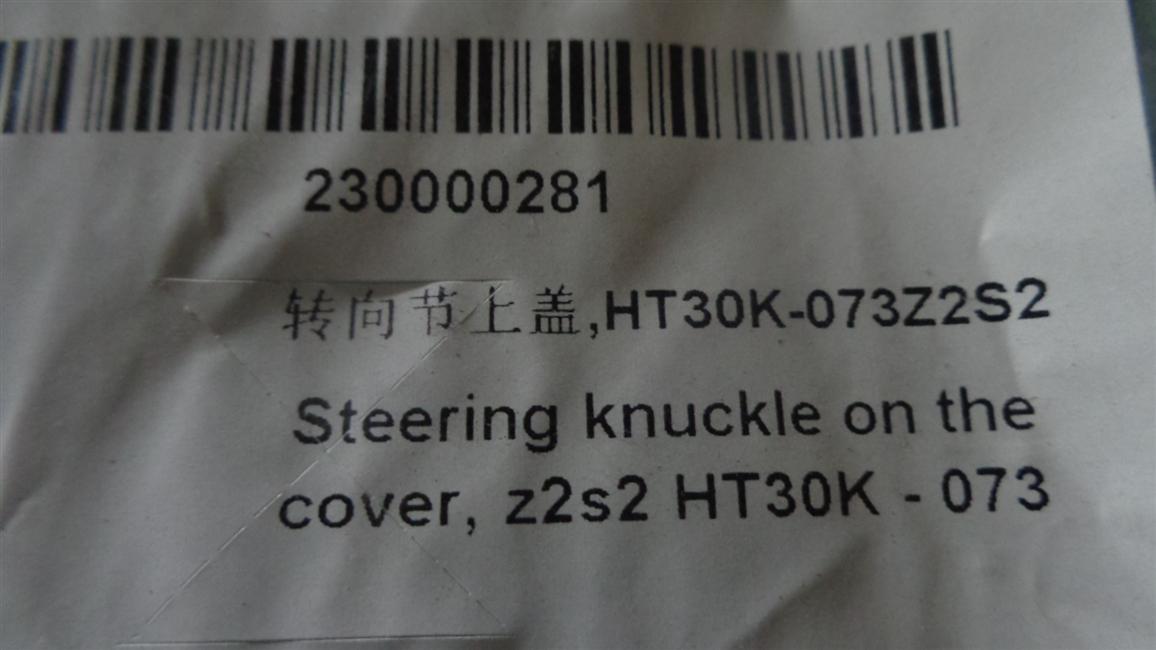 230000281
转向节上盖,HT30K-073Z2S2
Steering knuckle on the
cover, z2s2 HT30K - 073